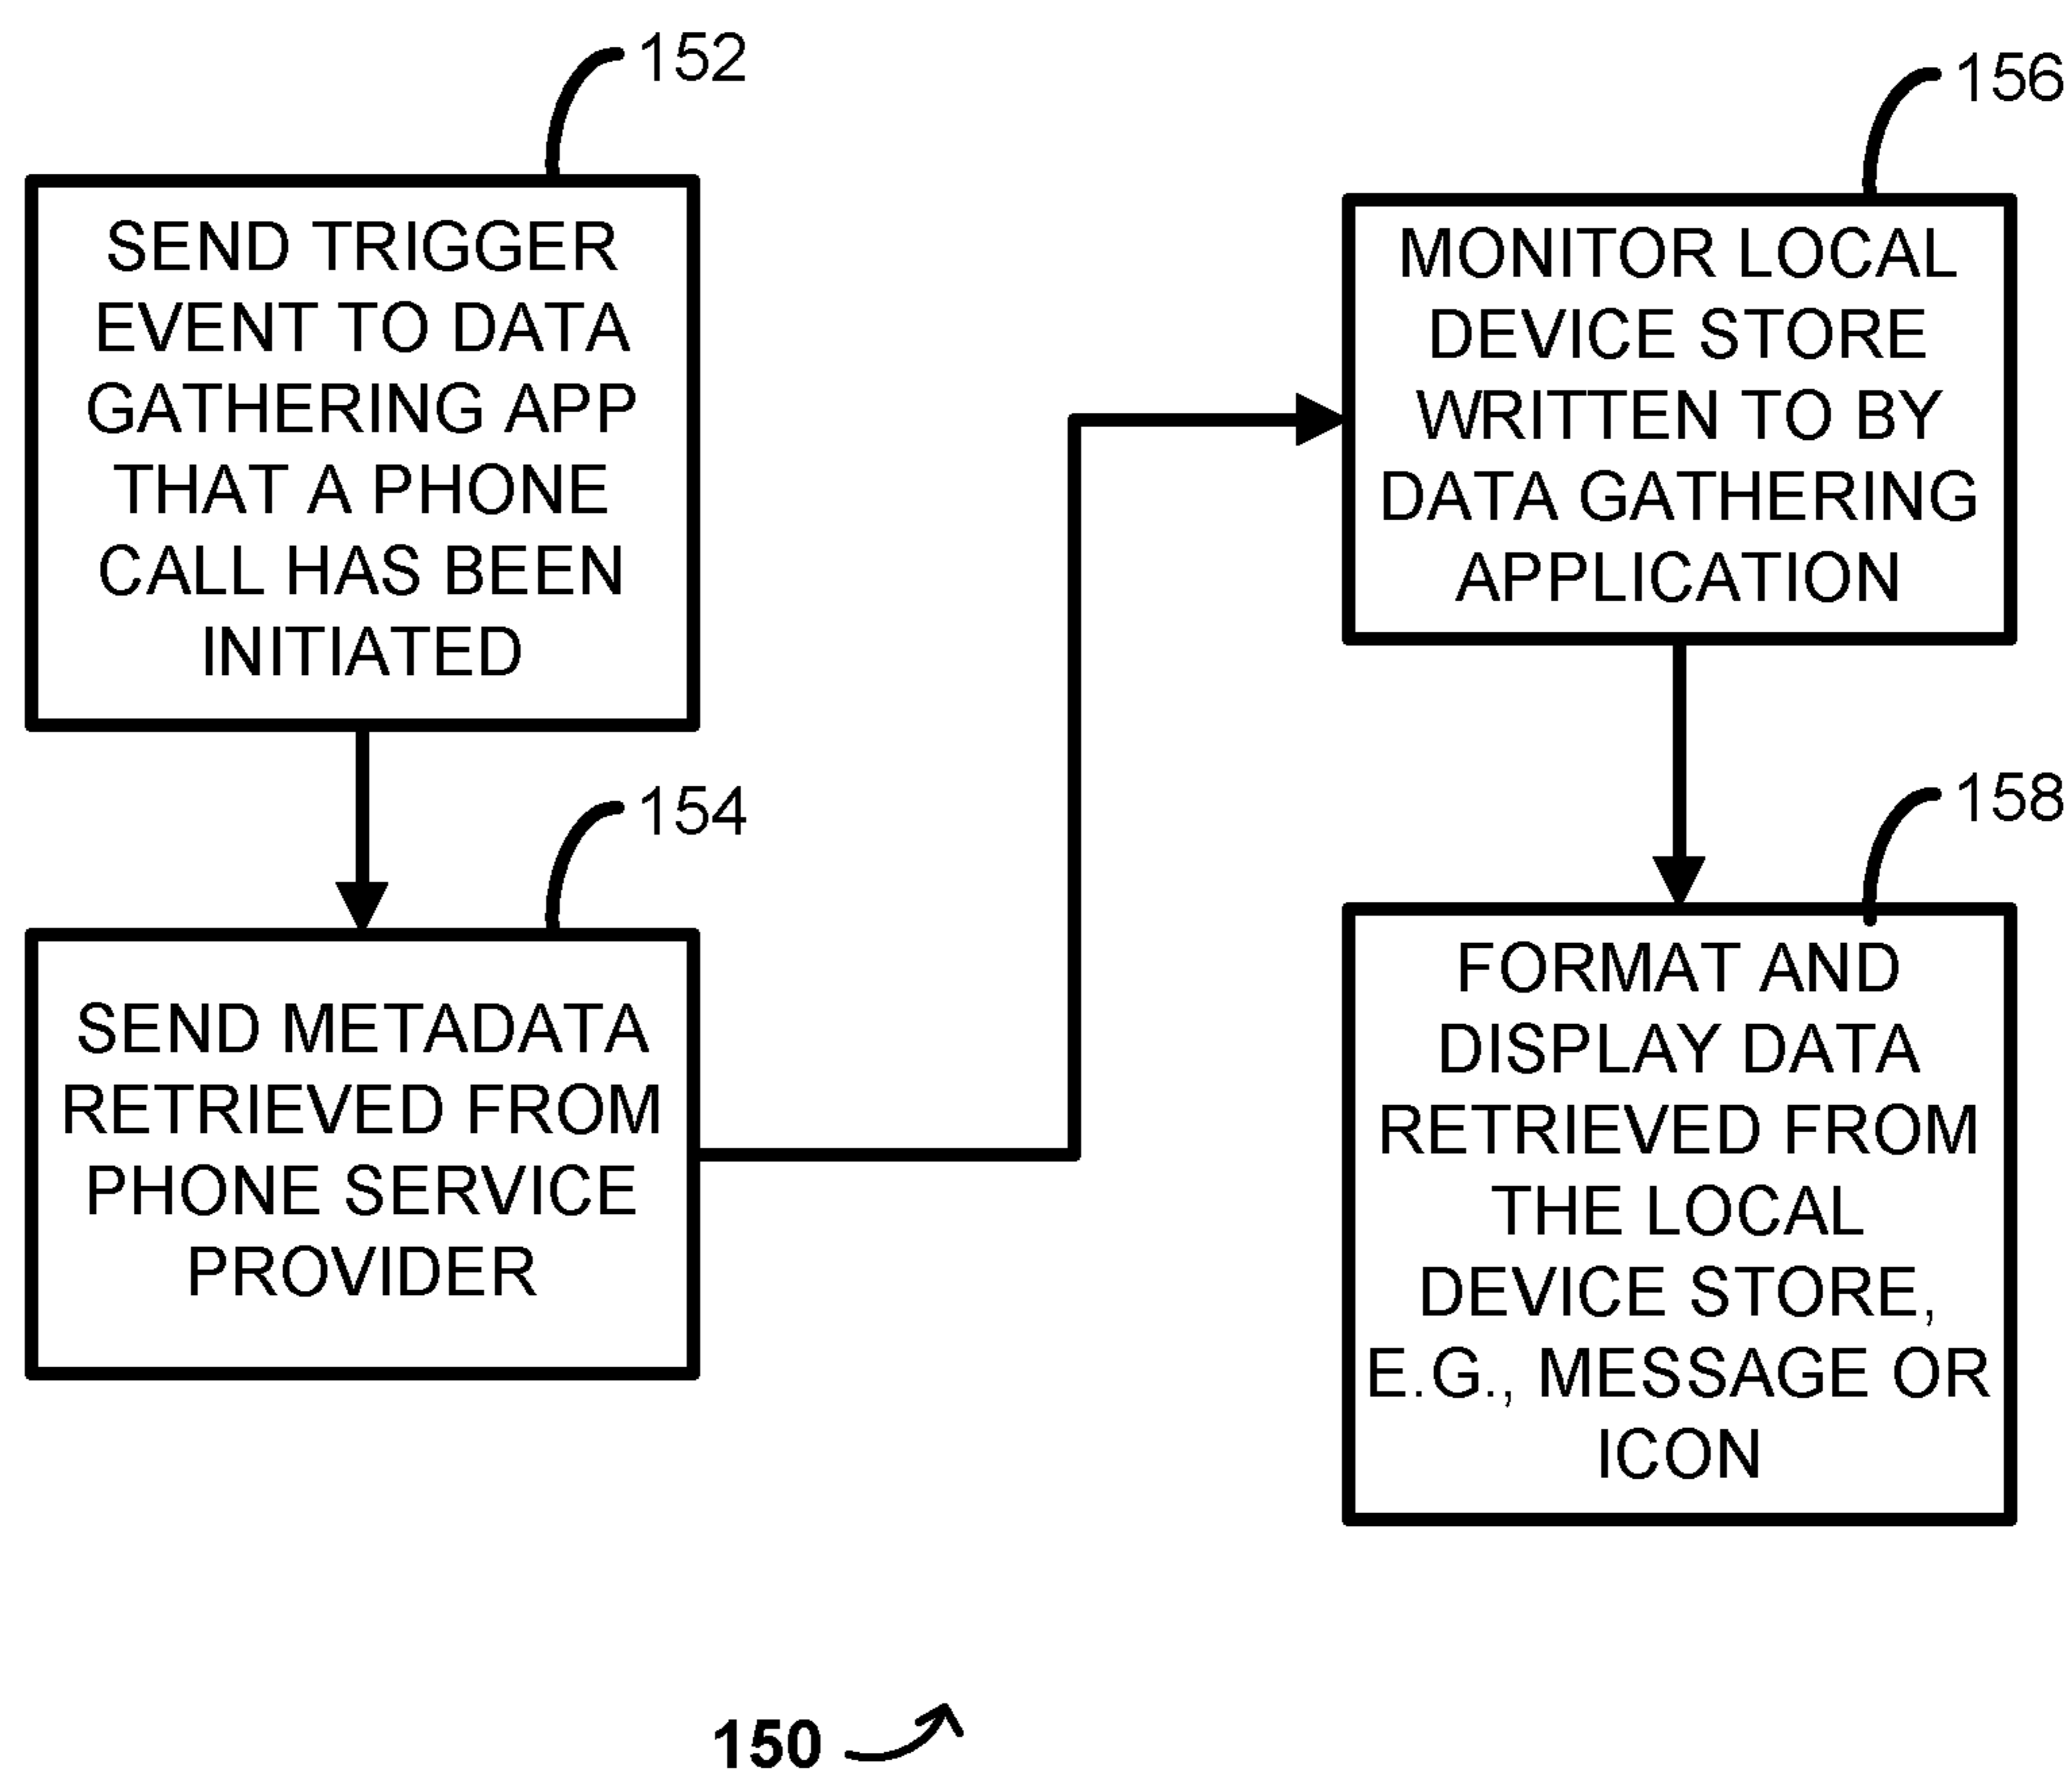 152
SEND TRIGGER
EVENT TO DATA
GATHERING APP
THAT A PHONE
CALL HAS BEEN
INITIATED
154
SEND METADATA
RETRIEVED FROM
PHONE SERVICE
PROVIDER
156
MONITOR LOCAL
DEVICE STORE
WRITTEN TO BY
DATA GATHERING
APPLICATION
158
FORMAT AND
DISPLAY DATA
RETRIEVED FROM
THE LOCAL
DEVICE STORE,
E.G., MESSAGE OR
ICON
150